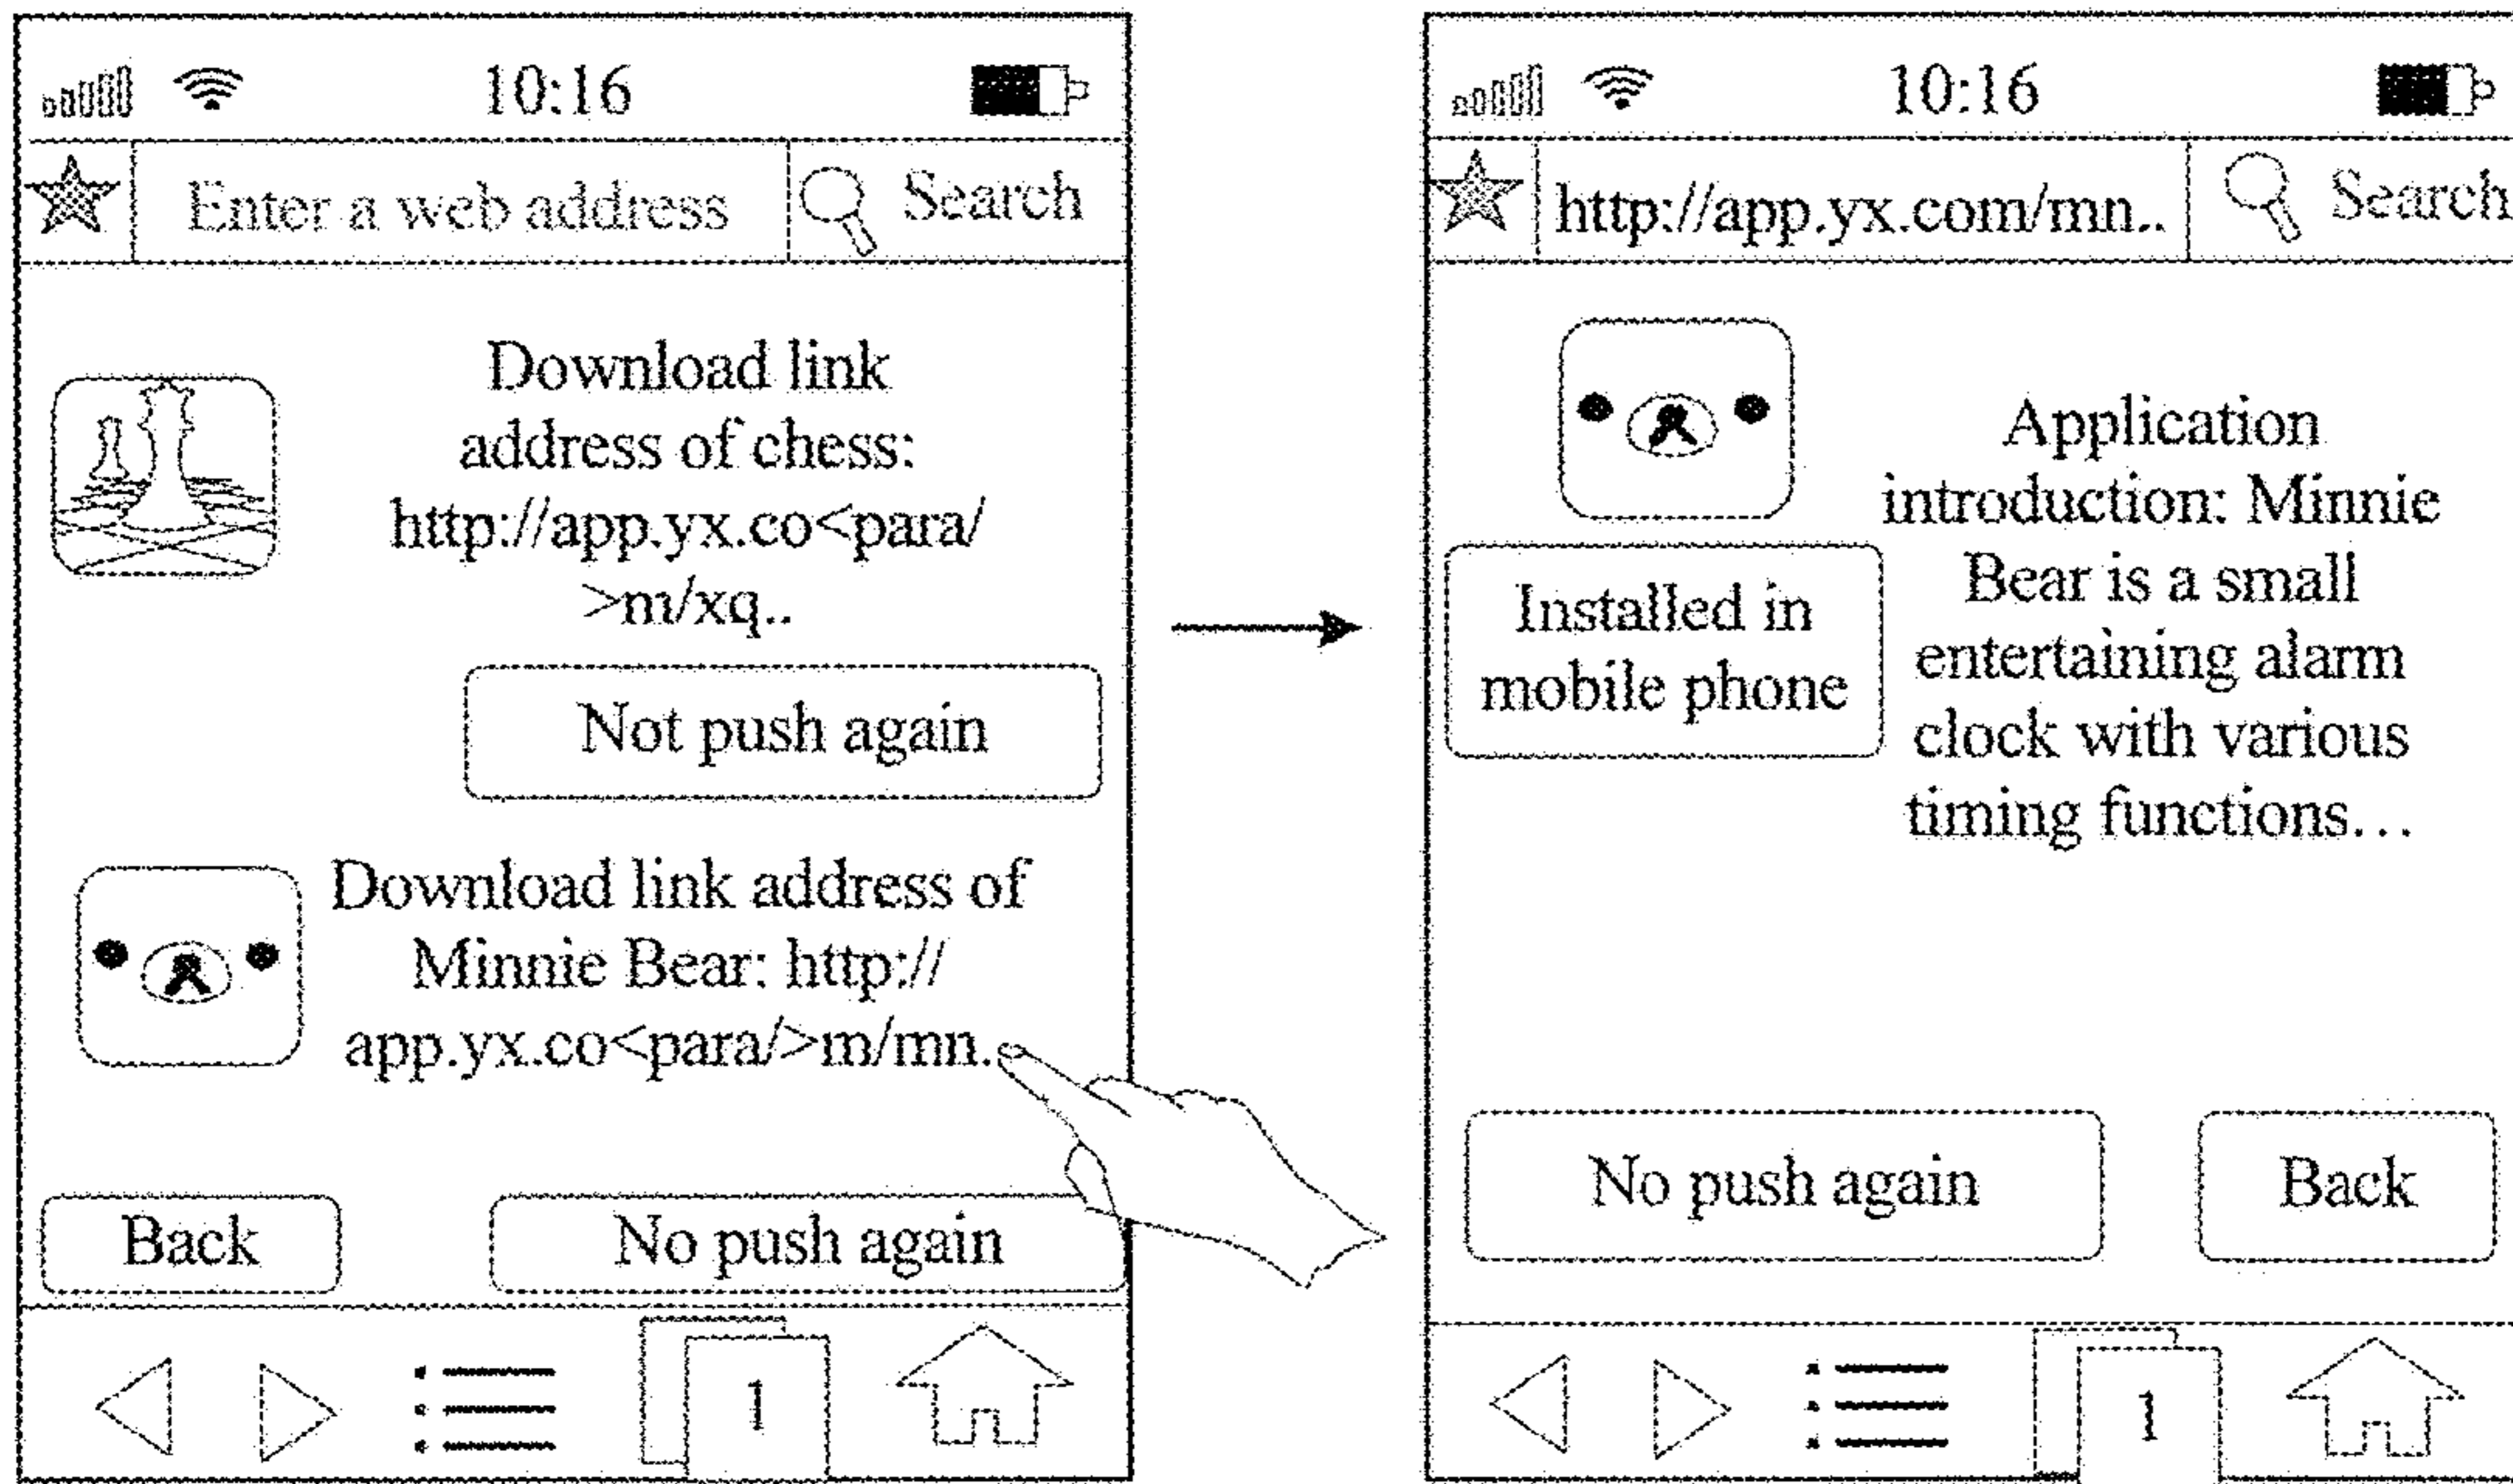 10:16
Enter a web address
Search
Download link
address of chess:
http://app.yx.co<para/
>m/xq..
Not push again
Download link address of
Minnie Bear: http://
app.yx.co<para/>m/mn.
Back
No push again
1
10:16
http://app.yx.com/mn..
Search
Installed in
mobile phone
Application
introduction: Minnie
Bear is a small
entertaining alarm
clock with various
timing functions...
No push again
Back
1